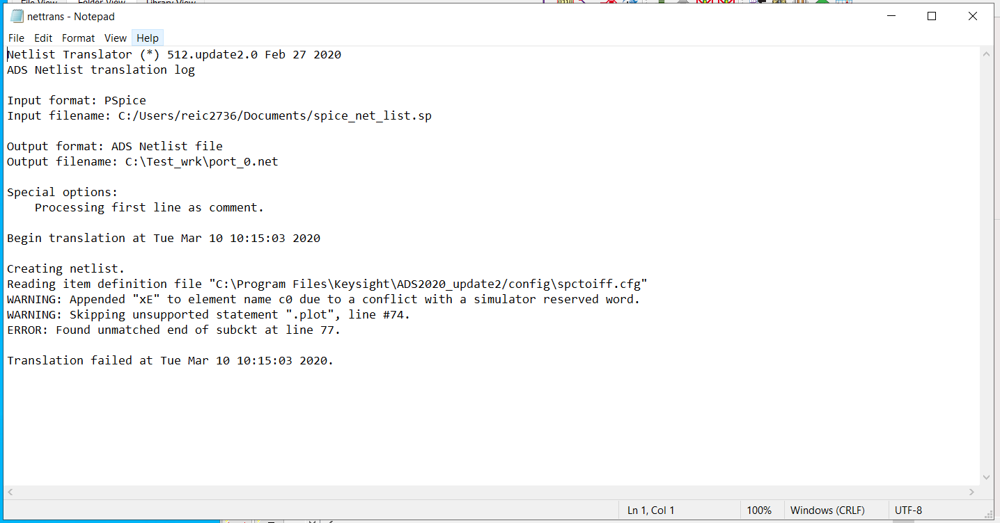 File View Folder View Library View
nettrans - Notepad
File Edit Format View Help
Netlist Translator (*) 512.update2.0 Feb 27 2020
ADS Netlist translation log
Input format: PSpice
Input filename: C:/Users/reic2736/Documents/spice_net_list.sp
Output format: ADS Netlist file
Output filename: C:\Test_wrk\port_0.net
Special options:
Processing first line as comment.
Begin translation at Tue Mar 10 10:15:03 2020
Creating netlist.
Reading item definition file "C:\Program Files\Keysight\ADS2020_update2/config\spctoiff.cfg"
WARNING: Appended "xE" to element name c0 due to a conflict with a simulator reserved word.
WARNING: Skipping unsupported statement ".plot", line #74.
ERROR: Found unmatched end of subckt at line 77.
Translation failed at Tue Mar 10 10:15:03 2020.
Ln 1, Col 1 100% Windows (CRLF) UTF-8